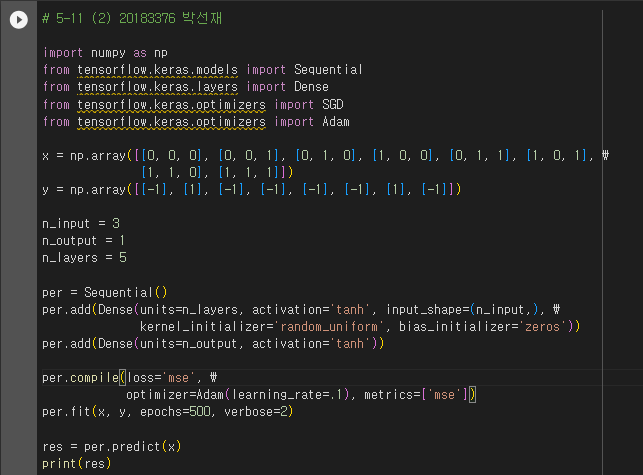 # 5-11 (2) 20183376 박선재
import numpy as np
from tensorflow.keras.models import Sequential
from tensorflow.keras.layers import Dense
from tensorflow.keras.optimizers import SGD
from tensorflow.keras.optimizers import Adam
x = np.array([[0, 0, 0], [0, 0, 1], [0, 1, 0], [1, 0, 0], [0, 1, 1], [1, 0, 1], ₩
[1, 1, 0], [1, 1, 1]])
y = np.array([[-1], [1], [-1], [-1], [-1], [-1], [1], [-1]])
n_input = 3
n_output = 1
n_layers = 5
per = Sequential()
per.add(Dense(units=n_layers, activation='tanh', input_shape=(n_input,), ₩
kernel_initializer='random_uniform', bias_initializer='zeros'))
per.add(Dense(units=n_output, activation='tanh'))
per.compile(loss='mse', ₩
optimizer=Adam(learning_rate=.1), metrics=['mse'])
per.fit(x, y, epochs=500, verbose=2)
res = per.predict(x)
print(res)